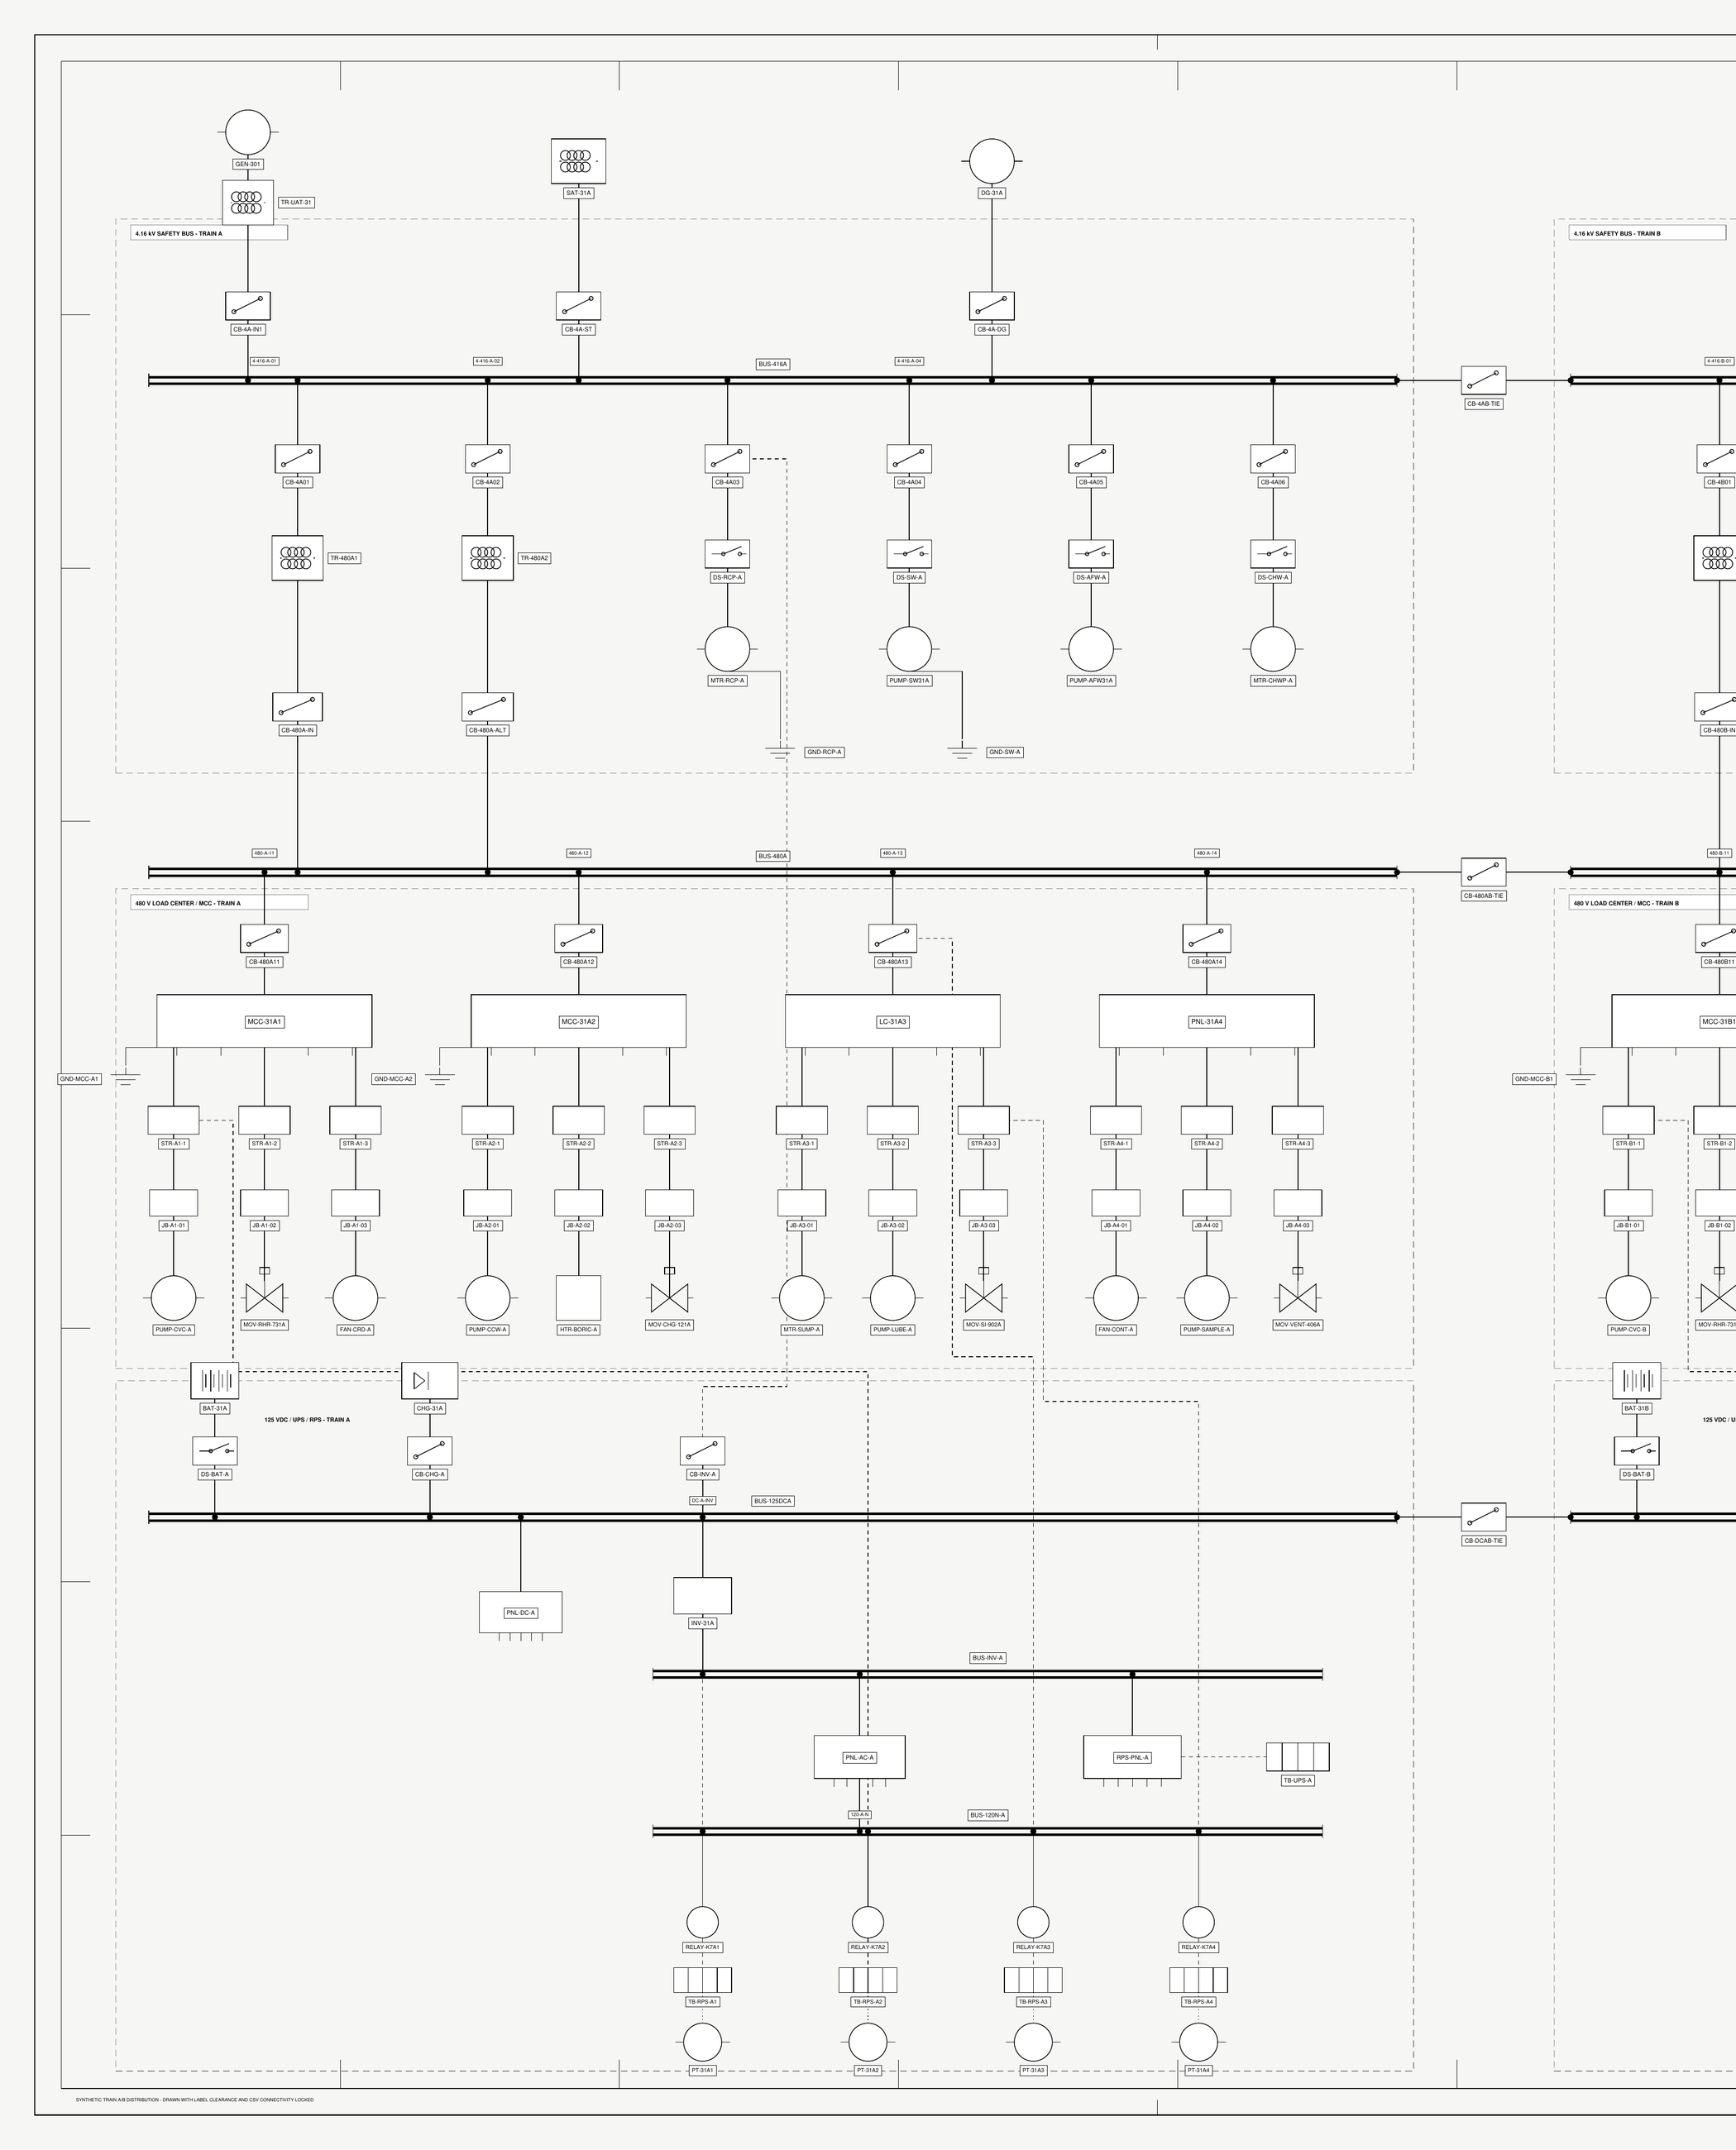 GEN-301
TR-UAT-31
SAT-31A
DG-31A
4.16 kV SAFETY BUS - TRAIN A
4.16 kV SAFETY BUS - TRAIN B
CB-4A-IN1
CB-4A-ST
CB-4A-DG
4-416-A-01
4-416-A-02
BUS-416A
4-416-A-04
4-416-B-01
CB-4AB-TIE
CB-4A01
CB-4A02
CB-4A03
CB-4A04
CB-4A05
CB-4A06
CB-4B01
TR-480A1
TR-480A2
DS-RCP-A
DS-SW-A
DS-AFW-A
DS-CHW-A
MTR-RCP-A
PUMP-SW31A
PUMP-AFW31A
MTR-CHWP-A
CB-480A-IN
CB-480A-ALT
CB-480B-IN
GND-RCP-A
GND-SW-A
480-A-11
480-A-12
BUS-480A
480-A-13
480-A-14
480-B-11
CB-480AB-TIE
480 V LOAD CENTER / MCC - TRAIN A
480 V LOAD CENTER / MCC - TRAIN B
CB-480A11
CB-480A12
CB-480A13
CB-480A14
CB-480B11
MCC-31A1
MCC-31A2
LC-31A3
PNL-31A4
MCC-31B1
GND-MCC-A1
GND-MCC-A2
GND-MCC-B1
STR-A1-1
STR-A1-2
STR-A1-3
STR-A2-1
STR-A2-2
STR-A2-3
STR-A3-1
STR-A3-2
STR-A3-3
STR-A4-1
STR-A4-2
STR-A4-3
STR-B1-1
STR-B1-2
JB-A1-01
JB-A1-02
JB-A1-03
JB-A2-01
JB-A2-02
JB-A2-03
JB-A3-01
JB-A3-02
JB-A3-03
JB-A4-01
JB-A4-02
JB-A4-03
JB-B1-01
JB-B1-02
PUMP-CVC-A
MOV-RHR-731A
FAN-CRD-A
PUMP-CCW-A
HTR-BORIC-A
MOV-CHG-121A
MTR-SUMP-A
PUMP-LUBE-A
MOV-SI-902A
FAN-CONT-A
PUMP-SAMPLE-A
MOV-VENT-406A
PUMP-CVC-B
MOV-RHR-731
BAT-31A
CHG-31A
BAT-31B
125 VDC / UPS / RPS - TRAIN A
125 VDC / U
DS-BAT-A
CB-CHG-A
CB-INV-A
DS-BAT-B
DC-A-INV
BUS-125DCA
CB-DCAB-TIE
PNL-DC-A
INV-31A
BUS-INV-A
PNL-AC-A
RPS-PNL-A
TB-UPS-A
120-A-N
BUS-120N-A
RELAY-K7A1
RELAY-K7A2
RELAY-K7A3
RELAY-K7A4
TB-RPS-A1
TB-RPS-A2
TB-RPS-A3
TB-RPS-A4
PT-31A1
PT-31A2
PT-31A3
PT-31A4
SYNTHETIC TRAIN A/B DISTRIBUTION - DRAWN WITH LABEL CLEARANCE AND CSV CONNECTIVITY LOCKED